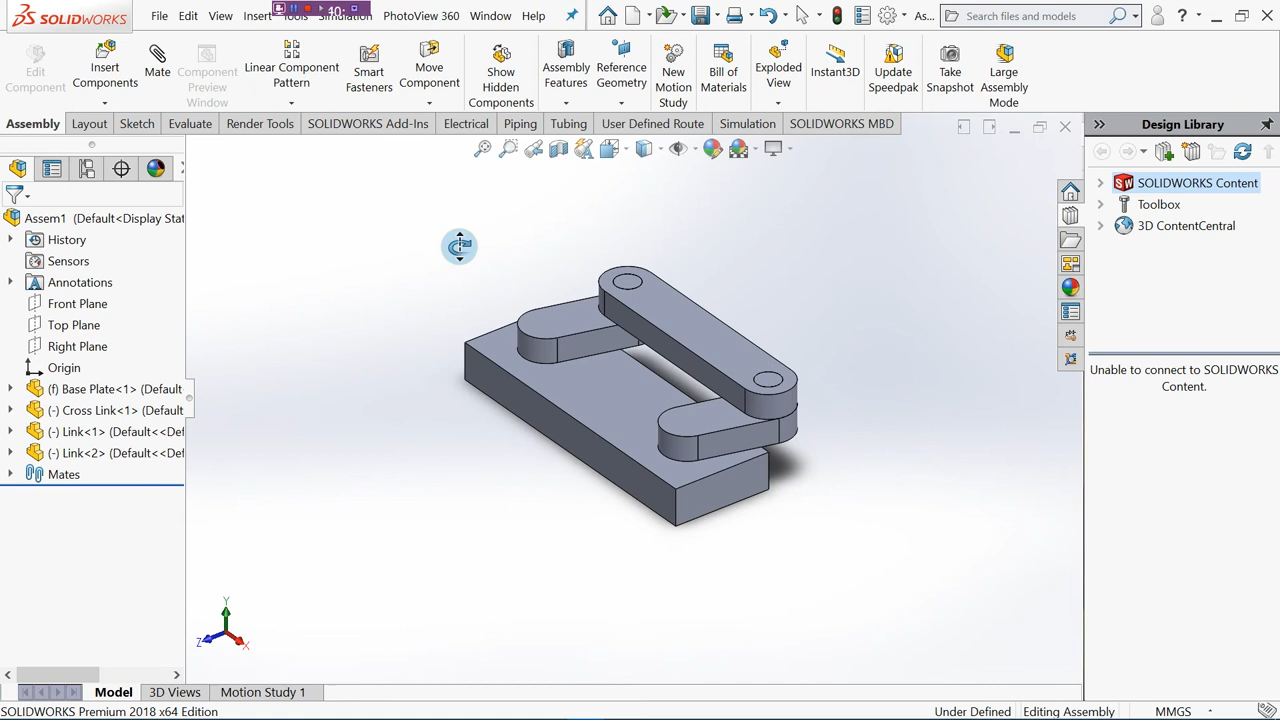 SOLIDWORKS
File Edit View Insert Simulation PhotoView 360 Window Help
40:
As... Search files and models
Edit Component
Insert Components
Mate
Component Preview Window
Linear Component Pattern
Smart Fasteners
Move Component
Show Hidden Components
Assembly Features
Reference Geometry
New Motion Study
Bill of Materials
Exploded View
Instant3D
Update Speedpak
Take Snapshot
Large Assembly Mode
Assembly Layout Sketch Evaluate Render Tools SOLIDWORKS Add-Ins Electrical Piping Tubing User Defined Route Simulation SOLIDWORKS MBD
Design Library
SOLIDWORKS Content
Toolbox
3D ContentCentral
Unable to connect to SOLIDWORKS
Content.
Assem1 (Default<Display Stat
History
Sensors
Annotations
Front Plane
Top Plane
Right Plane
Origin
(f) Base Plate<1> (Default
(-) Cross Link<1> (Default
(-) Link<1> (Default<<Def
(-) Link<2> (Default<<Def
Mates
Y
Z
X
Model 3D Views Motion Study 1
SOLIDWORKS Premium 2018 x64 Edition Under Defined Editing Assembly MMGS